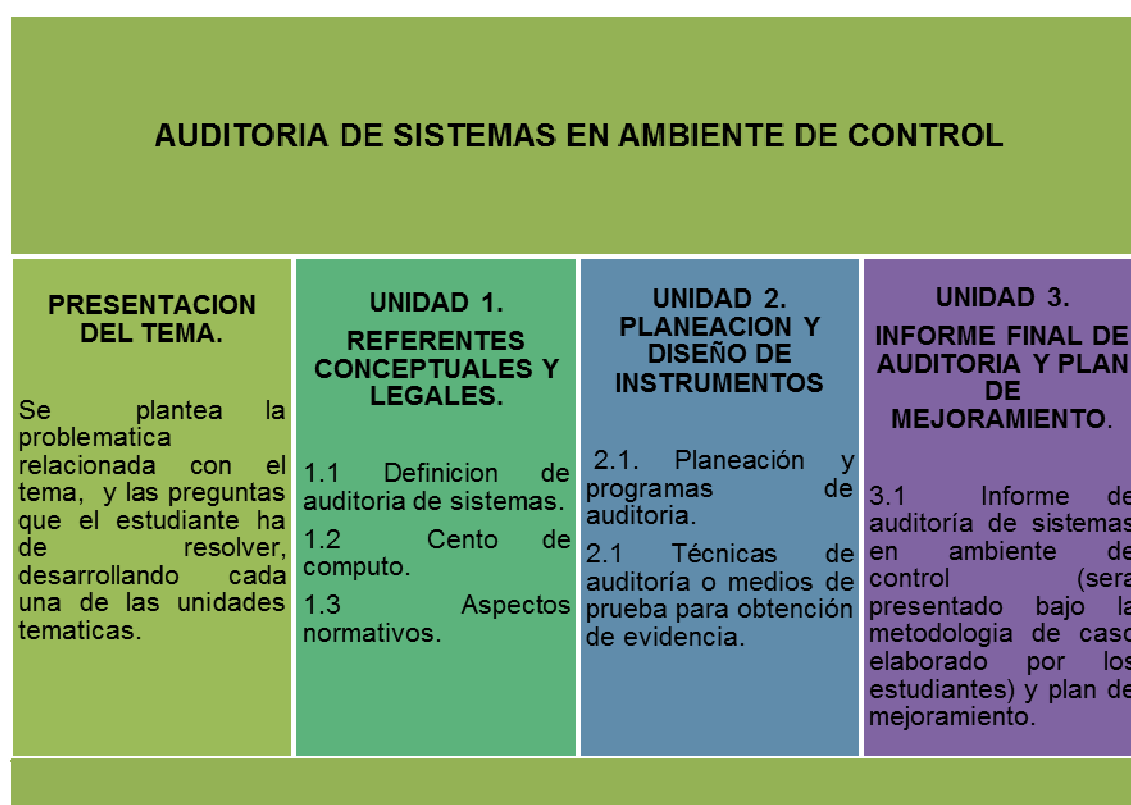 AUDITORIA DE SISTEMAS EN AMBIENTE DE CONTROL
PRESENTACION
DEL TEMA.
Se plantea la
problematica
relacionada con el
tema, y las preguntas
que el estudiante ha
de resolver,
desarrollando cada
una de las unidades
tematicas.
UNIDAD 1.
REFERENTES
CONCEPTUALES Y
LEGALES.
1.1 Definicion de
auditoria de sistemas.
1.2 Cento de
computo.
1.3 Aspectos
normativos.
UNIDAD 2.
PLANEACION Y
DISEÑO DE
INSTRUMENTOS
2.1. Planeación y
programas de
auditoria.
2.1 Técnicas de
auditoría o medios de
prueba para obtención
de evidencia.
UNIDAD 3.
INFORME FINAL DE
AUDITORIA Y PLAN
DE
MEJORAMIENTO.
3.1 Informe de
auditoría de sistemas
en ambiente de
control (sera
presentado bajo la
metodologia de caso
elaborado por los
estudiantes) y plan de
mejoramiento.